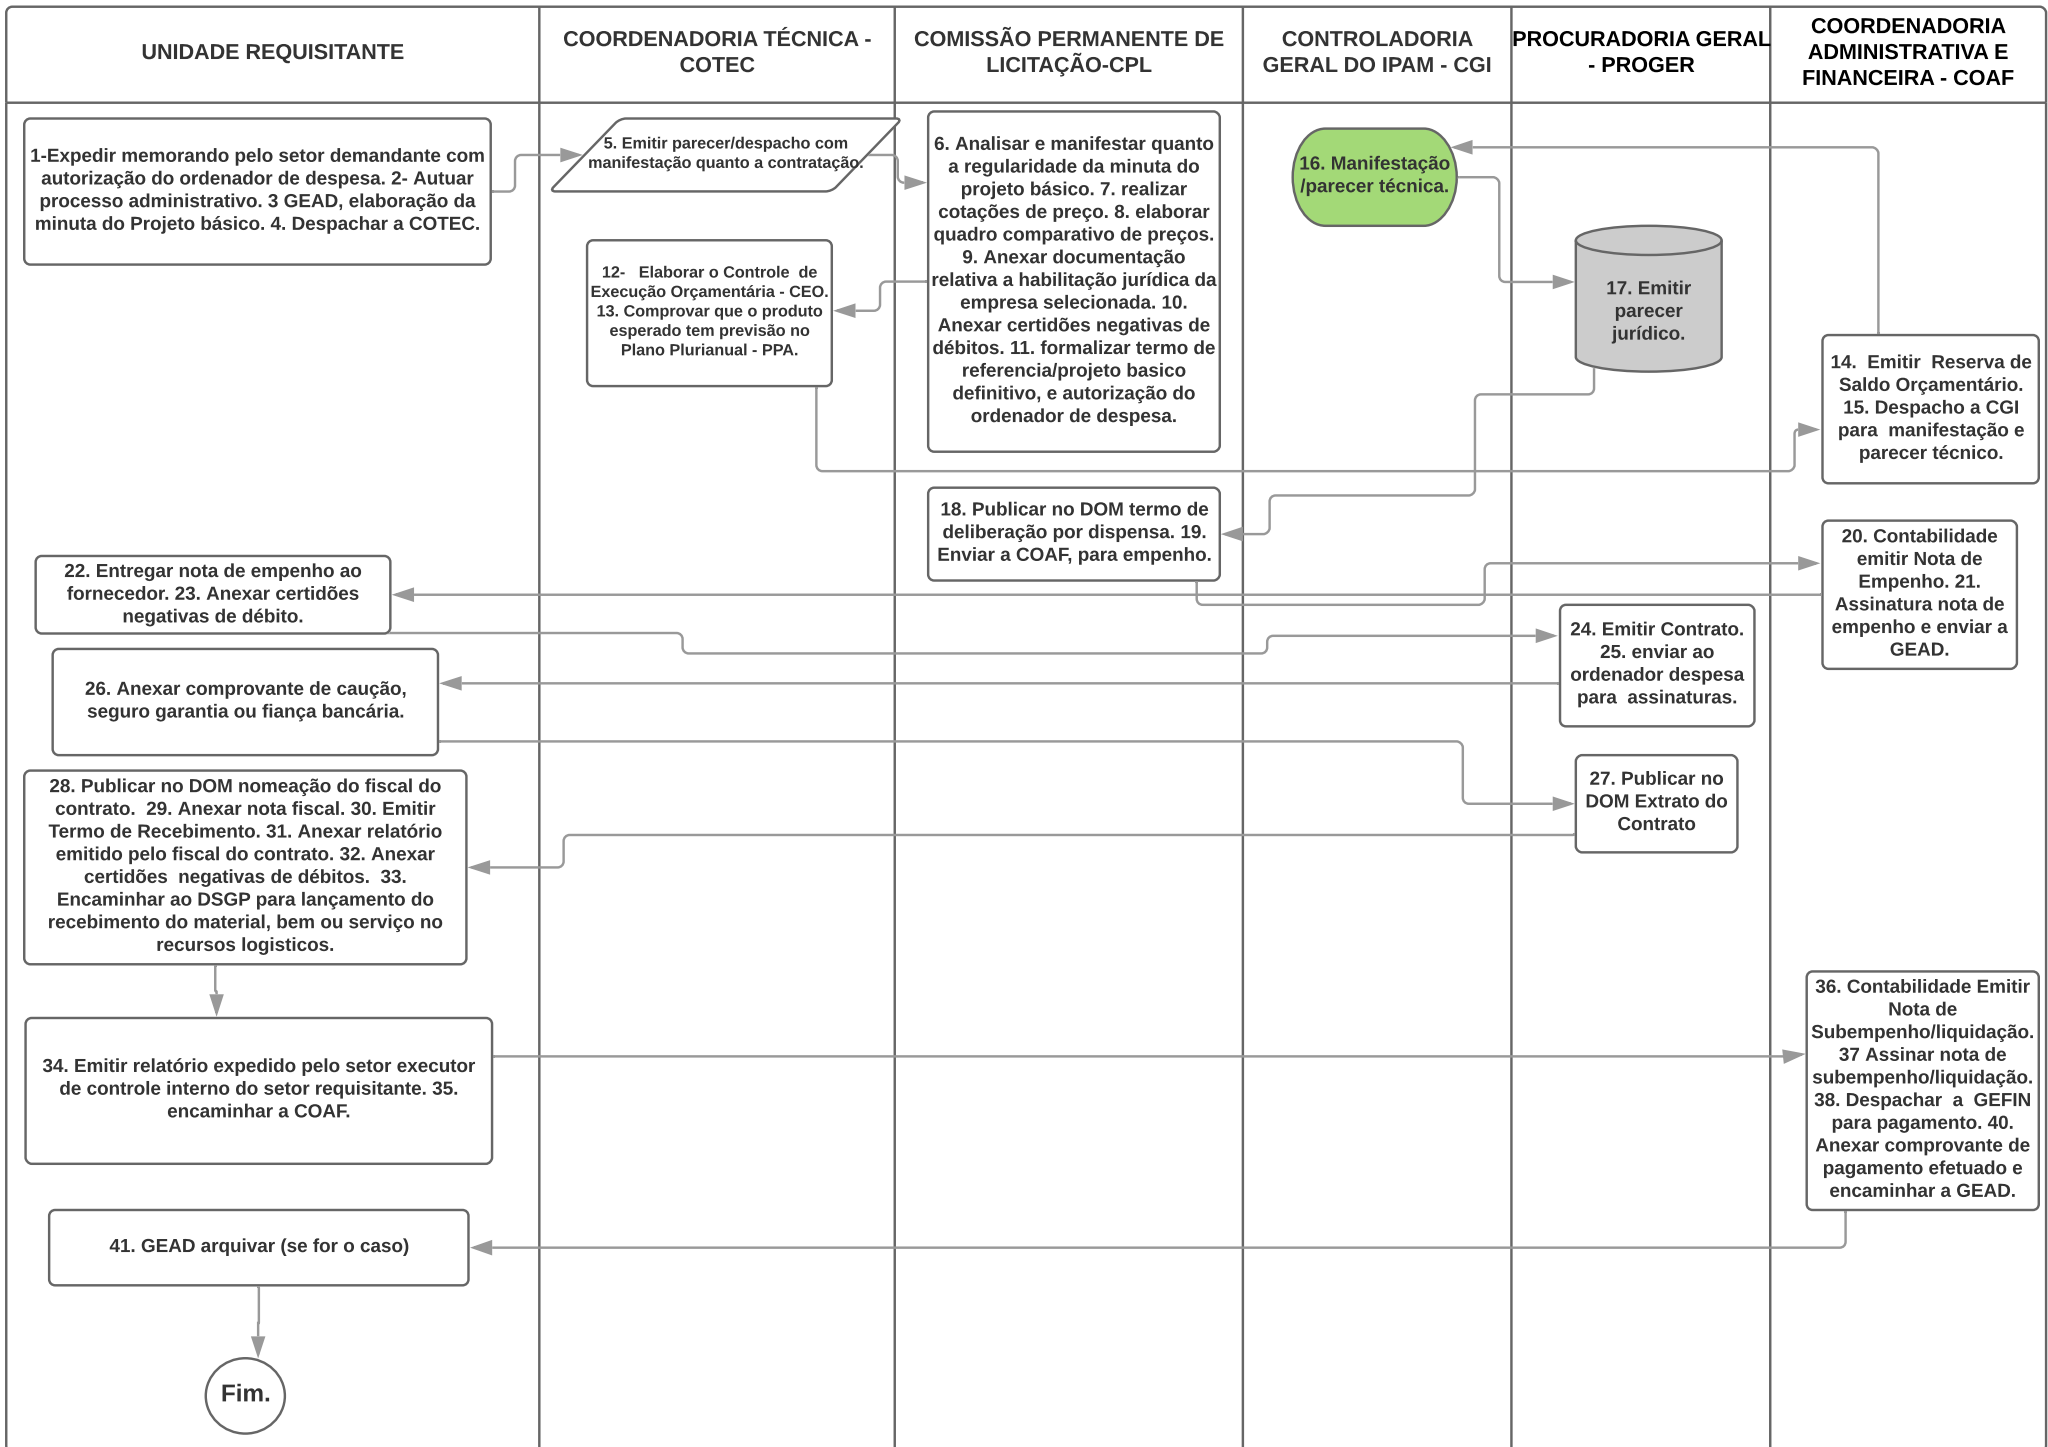 UNIDADE REQUISITANTE
COORDENADORIA TÉCNICA -
COTEC
COMISSÃO PERMANENTE DE
LICITAÇÃO-CPL
CONTROLADORIA
GERAL DO IPAM - CGI
PROCURADORIA GERAL
- PROGER
COORDENADORIA
ADMINISTRATIVA E
FINANCEIRA - COAF
1-Expedir memorando pelo setor demandante com
autorização do ordenador de despesa. 2- Autuar
processo administrativo. 3 GEAD, elaboração da
minuta do Projeto básico. 4. Despachar a COTEC.
5. Emitir parecer/despacho com
manifestação quanto a contratação.
6. Analisar e manifestar quanto
a regularidade da minuta do
projeto básico. 7. realizar
cotações de preço. 8. elaborar
quadro comparativo de preços.
9. Anexar documentação
relativa a habilitação jurídica da
empresa selecionada. 10.
Anexar certidões negativas de
débitos. 11. formalizar termo de
referencia/projeto basico
definitivo, e autorização do
ordenador de despesa.
12- Elaborar o Controle de
Execução Orçamentária - CEO.
13. Comprovar que o produto
esperado tem previsão no
Plano Plurianual - PPA.
14. Emitir Reserva de
Saldo Orçamentário.
15. Despacho a CGI
para manifestação e
parecer técnico.
16. Manifestação
/parecer técnica.
17. Emitir
parecer
jurídico.
18. Publicar no DOM termo de
deliberação por dispensa. 19.
Enviar a COAF, para empenho.
20. Contabilidade
emitir Nota de
Empenho. 21.
Assinatura nota de
empenho e enviar a
GEAD.
22. Entregar nota de empenho ao
fornecedor. 23. Anexar certidões
negativas de débito.
24. Emitir Contrato.
25. enviar ao
ordenador despesa
para assinaturas.
26. Anexar comprovante de caução,
seguro garantia ou fiança bancária.
27. Publicar no
DOM Extrato do
Contrato
28. Publicar no DOM nomeação do fiscal do
contrato. 29. Anexar nota fiscal. 30. Emitir
Termo de Recebimento. 31. Anexar relatório
emitido pelo fiscal do contrato. 32. Anexar
certidões negativas de débitos. 33.
Encaminhar ao DSGP para lançamento do
recebimento do material, bem ou serviço no
recursos logisticos.
34. Emitir relatório expedido pelo setor executor
de controle interno do setor requisitante. 35.
encaminhar a COAF.
36. Contabilidade Emitir
Nota de
Subempenho/liquidação.
37 Assinar nota de
subempenho/liquidação.
38. Despachar a GEFIN
para pagamento. 40.
Anexar comprovante de
pagamento efetuado e
encaminhar a GEAD.
41. GEAD arquivar (se for o caso)
Fim.